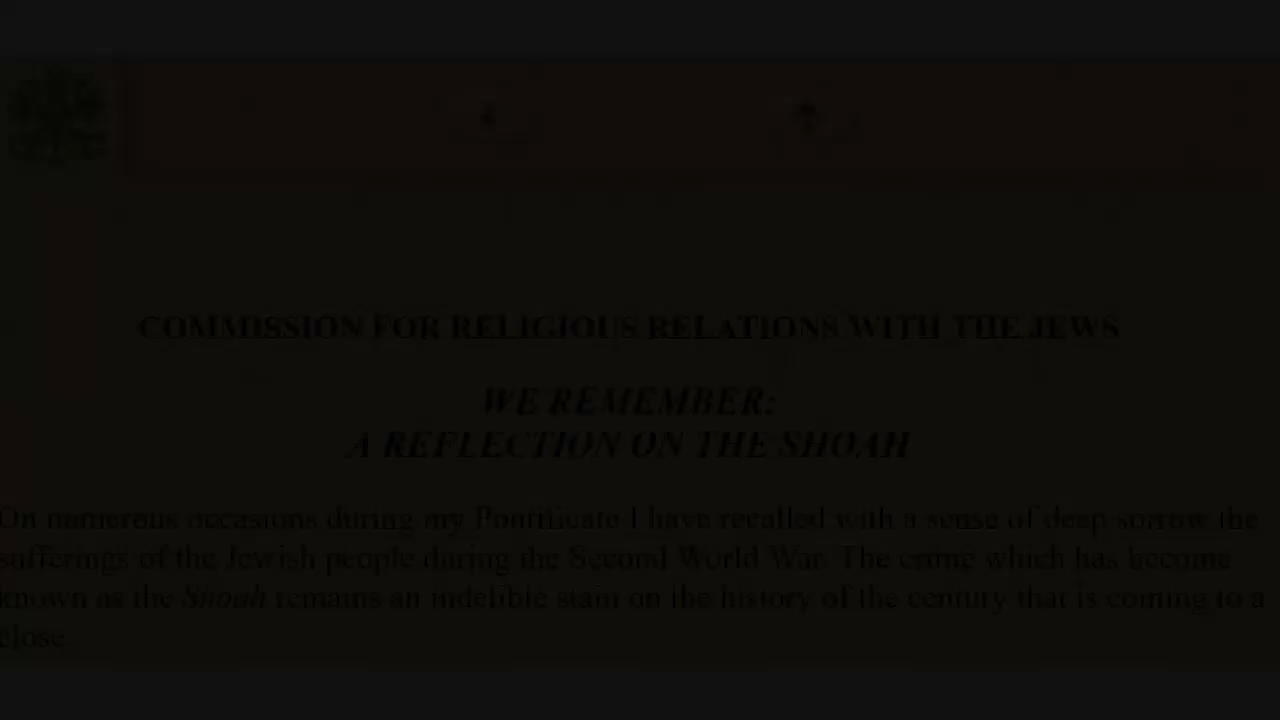 COMMISSION FOR RELIGIOUS RELATIONS WITH THE JEWS
WE REMEMBER:
A REFLECTION ON THE SHOAH
On numerous occasions during my Pontificate I have recalled with a sense of deep sorrow the
sufferings of the Jewish people during the Second World War. The crime which has become
known as the Shoah remains an indelible stain on the history of the century that is coming to a
close.